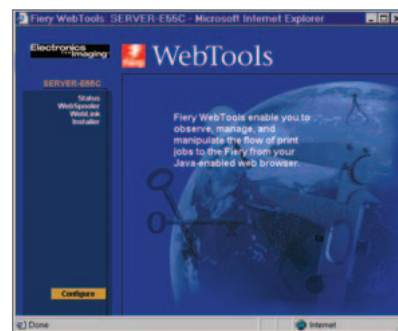 Fiery WebTools: SERVER-E55C - Microsoft Internet Explorer
Electronics
For Imaging
Fiery
WebTools
SERVER-E55C
Status
WebSpooler
WebLink
Installer
Fiery WebTools enable you to
observe, manage, and
manipulate the flow of print
jobs to the Fiery from your
Java-enabled web browser.
Configure
Done
Internet